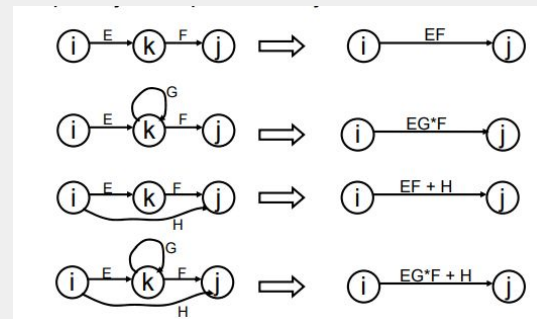 E F EF
i k j i j
G
E F EG*F
i k j i j
E F EF + H
i k j i j
H
G
E F EG*F + H
i k j i j
H